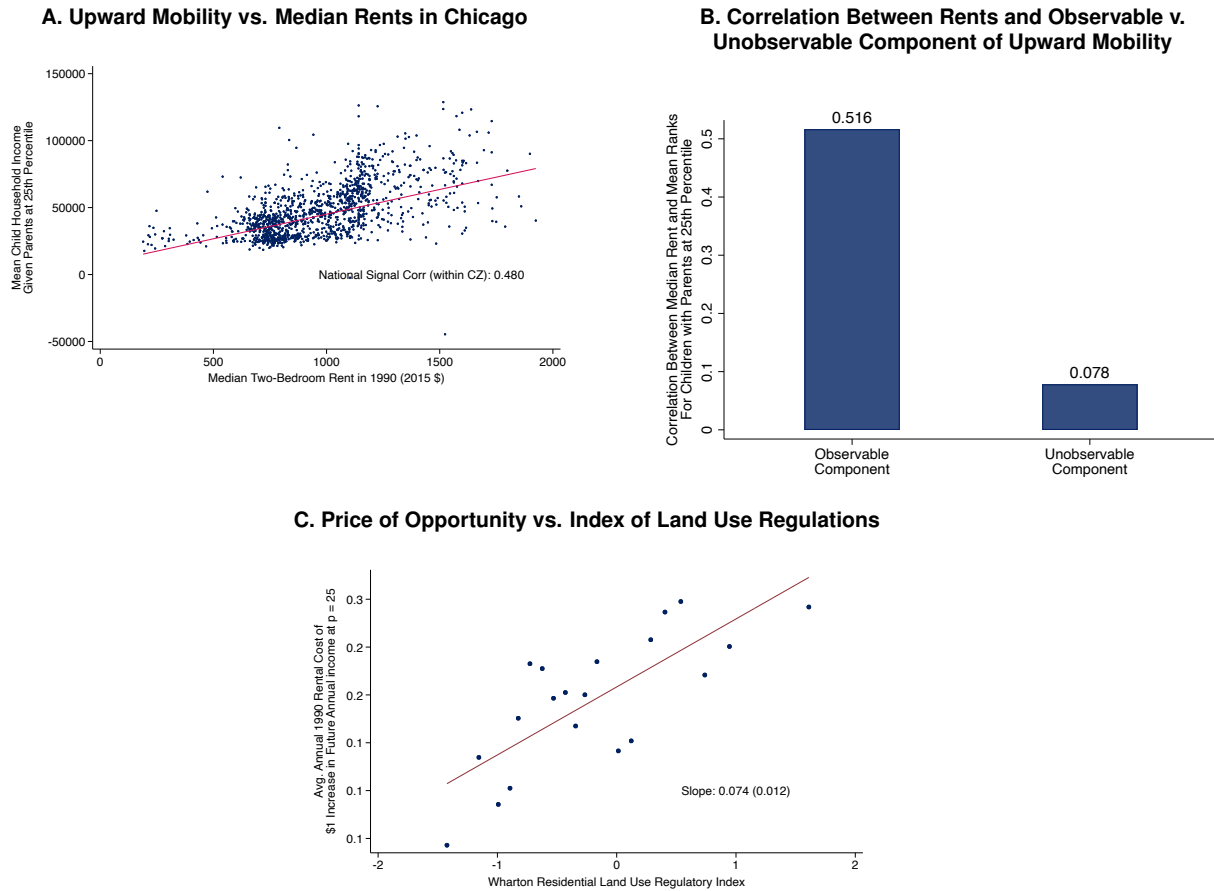 A. Upward Mobility vs. Median Rents in Chicago
Mean Child Household Income
Given Parents at 25th Percentile
150000
100000
50000
0
-50000
National Signal Corr (within CZ): 0.480
0
500
1000
1500
2000
Median Two-Bedroom Rent in 1990 (2015 $)
B. Correlation Between Rents and Observable v.
Unobservable Component of Upward Mobility
Correlation Between Median Rent and Mean Ranks
For Children with Parents at 25th Percentile
0.5
0.4
0.3
0.2
0.1
0
0.516
0.078
Observable
Component
Unobservable
Component
C. Price of Opportunity vs. Index of Land Use Regulations
Avg. Annual 1990 Rental Cost of
$1 Increase in Future Annual income at p = 25
0.3
0.2
0.2
0.1
0.1
0.1
Slope: 0.074 (0.012)
-2
-1
0
1
2
Wharton Residential Land Use Regulatory Index